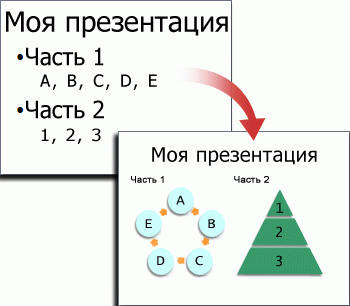 Моя презентация
•Часть 1
A, B, C, D, E
•Часть 2
1, 2, 3
Моя презентация
Часть 1 Часть 2
A
E B
D C
1
2
3